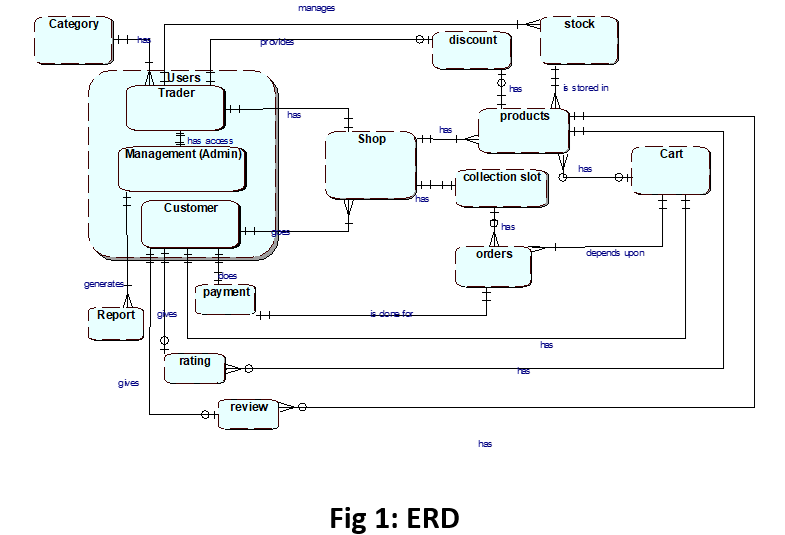 manages
Category
has
provides
discount
stock
Users
Trader
has
is stored in
has
products
has access
has
Shop
Management (Admin)
Cart
has
collection slot
has
Customer
has
goes
orders
depends upon
does
generates
payment
Report
gives
is done for
has
rating
has
gives
review
has
Fig 1: ERD